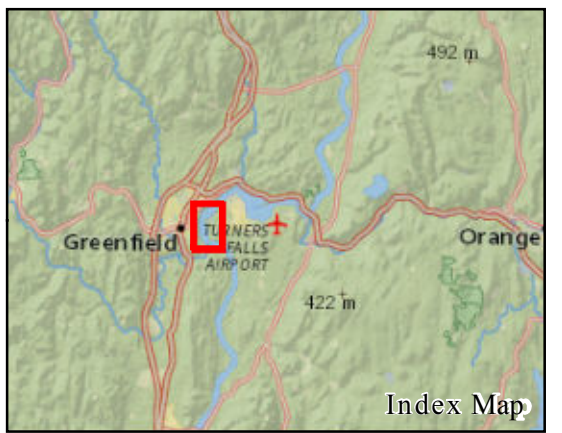 492 m
Greenfield
TURNERS
FALLS
AIRPORT
Orange
422 m
Index Map